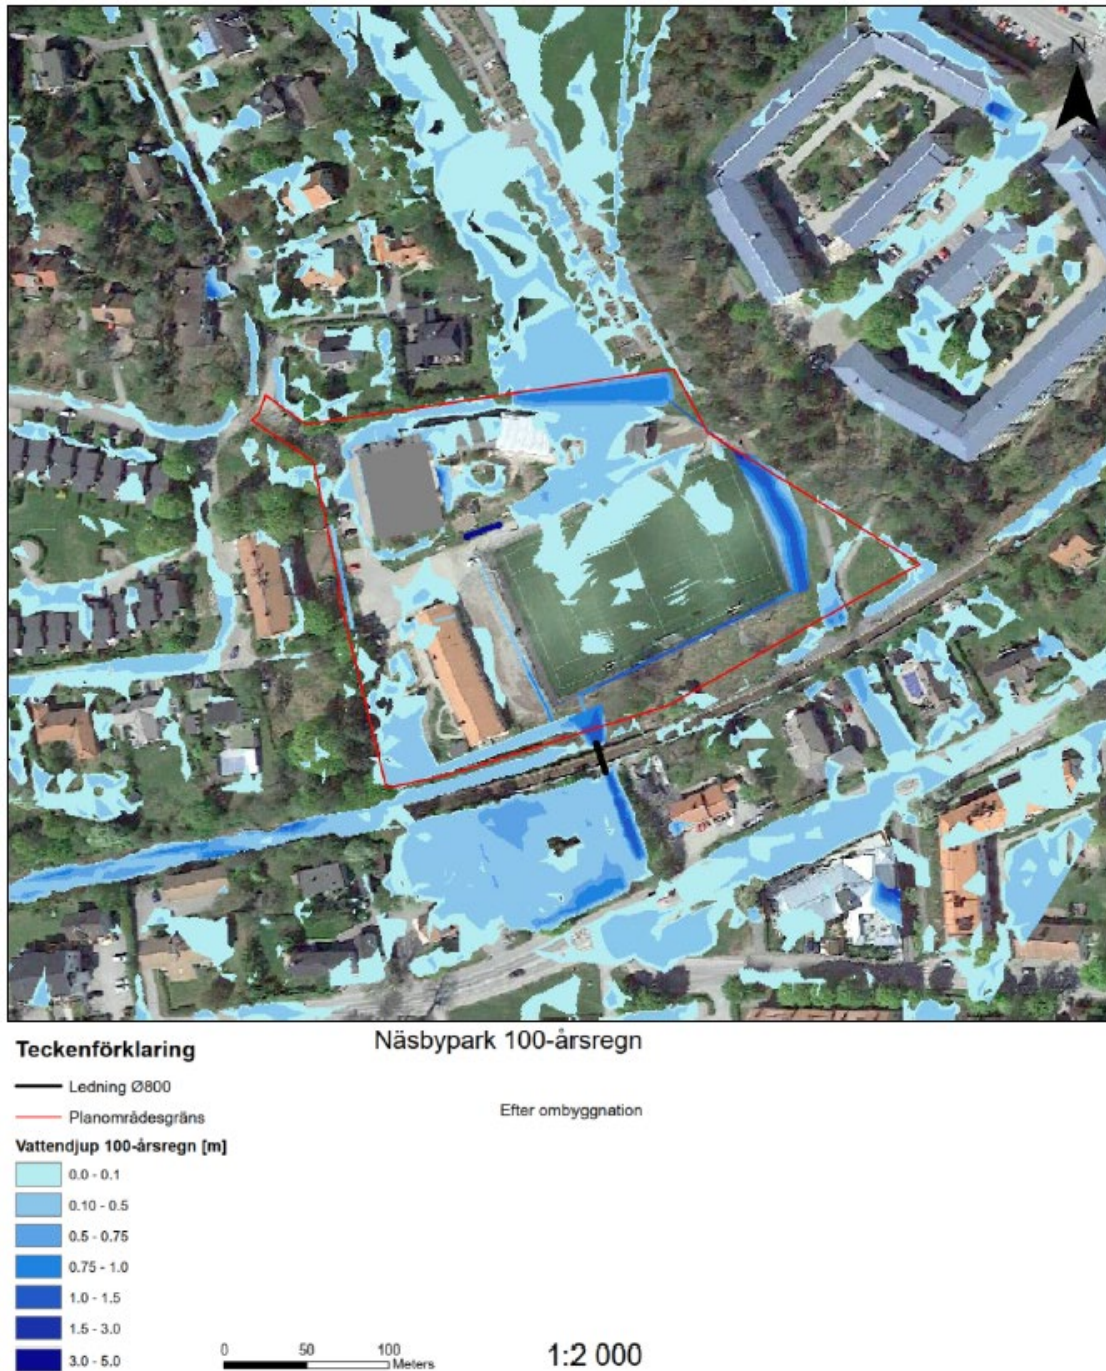 N
Teckenförklaring
Näsbypark 100-årsregn
Ledning Ø800
Efter ombyggnation
Planområdesgräns
Vattendjup 100-årsregn [m]
0.0 - 0.1
0.10 - 0.5
0.5 - 0.75
0.75 - 1.0
1.0 - 1.5
1.5 - 3.0
3.0 - 5.0
0 50 100
Meters
1:2 000